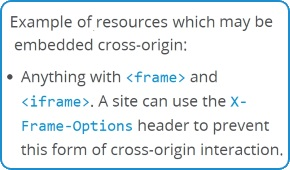 Example of resources which may be
embedded cross-origin:
• Anything with <frame> and
<iframe>. A site can use the X-
Frame-Options header to prevent
this form of cross-origin interaction.